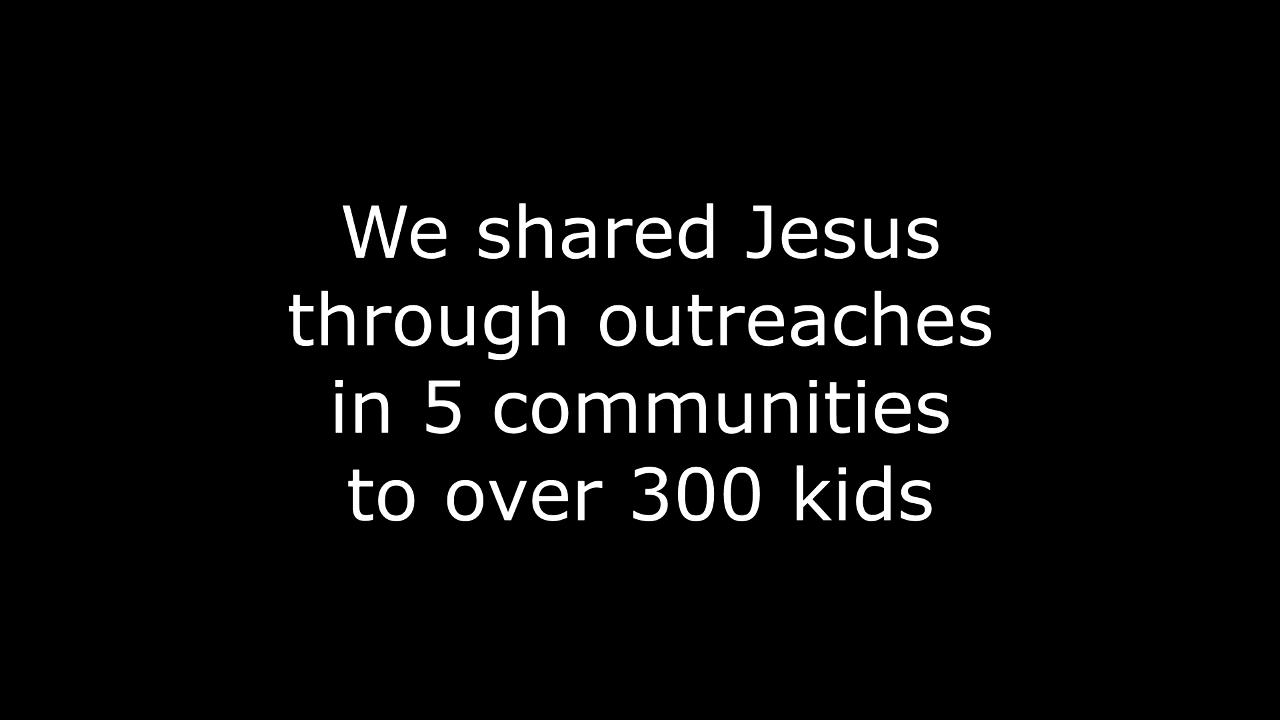 We shared Jesus
through outreaches
in 5 communities
to over 300 kids